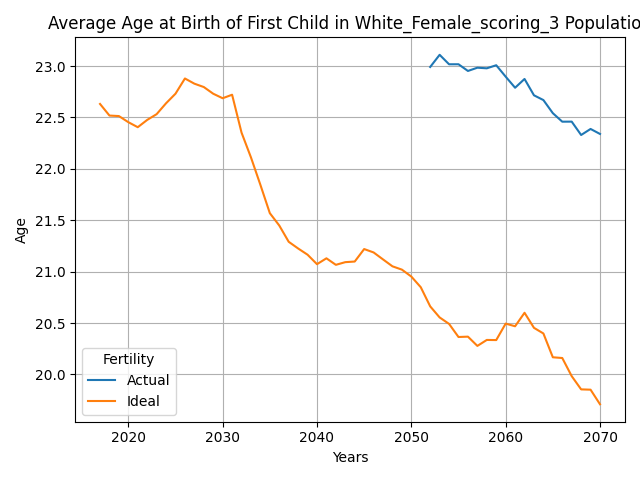 Average Age at Birth of First Child in White_Female_scoring_3 Populatio
23.0
22.5
22.0
21.5
21.0
20.5
20.0
Age
Fertility
Actual
Ideal
2020 2030 2040 2050 2060 2070
Years